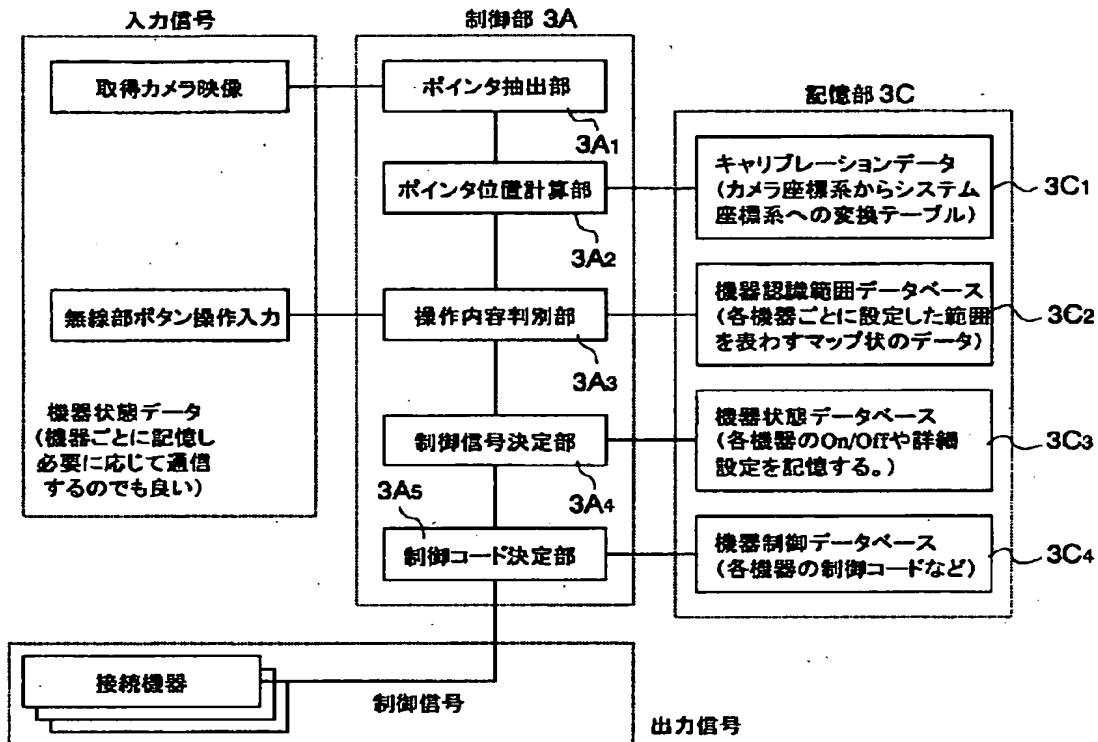 入力信号
取得カメラ映像
無線部ボタン操作入力
機器状態データ
(機器ごとに記憶し
必要に応じて通信
するのでも良い)
制御部 3A
ポインタ抽出部
3A1
ポインタ位置計算部
3A2
操作内容判別部
3A3
制御信号決定部
3A4
3A5
制御コード決定部
記憶部 3C
キャリブレーションデータ
(カメラ座標系からシステム
座標系への変換テーブル)
3C1
機器認識範囲データベース
(各機器ごとに設定した範囲
を表わすマップ状のデータ)
3C2
機器状態データベース
(各機器のOn/Offや詳細
設定を記憶する。)
3C3
機器制御データベース
(各機器の制御コードなど)
3C4
接続機器
制御信号
出力信号